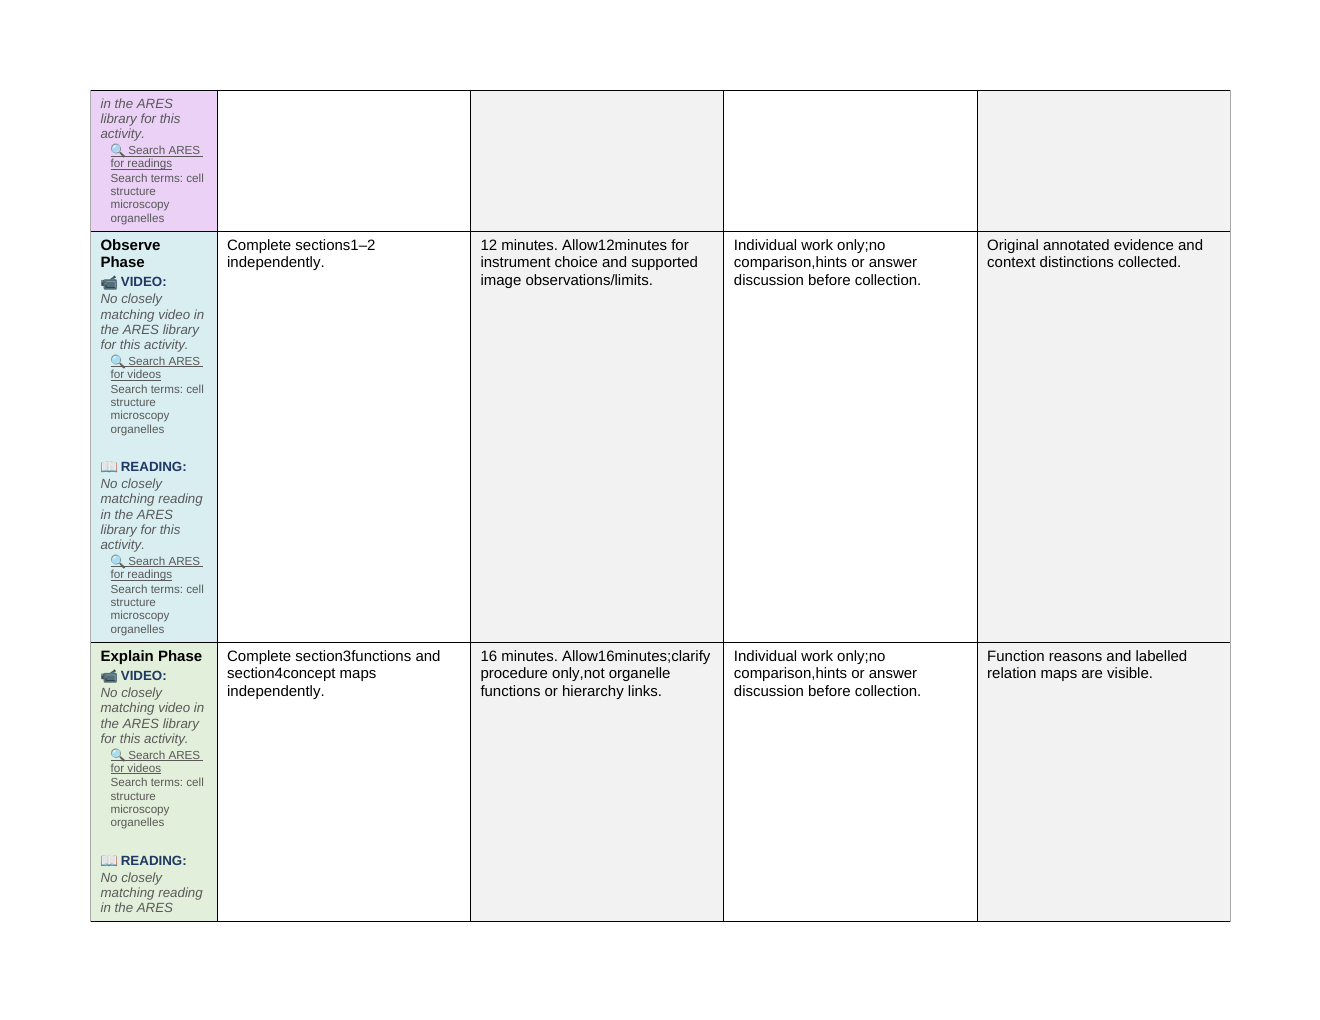 in the ARES
library for this
activity.
🔍 Search ARES
for readings
Search terms: cell
structure
microscopy
organelles
Observe
Phase
📹 VIDEO:
No closely
matching video in
the ARES library
for this activity.
🔍 Search ARES
for videos
Search terms: cell
structure
microscopy
organelles
📖 READING:
No closely
matching reading
in the ARES
library for this
activity.
🔍 Search ARES
for readings
Search terms: cell
structure
microscopy
organelles
Complete sections1–2
independently.
12 minutes. Allow12minutes for
instrument choice and supported
image observations/limits.
Individual work only;no
comparison,hints or answer
discussion before collection.
Original annotated evidence and
context distinctions collected.
Explain Phase
📹 VIDEO:
No closely
matching video in
the ARES library
for this activity.
🔍 Search ARES
for videos
Search terms: cell
structure
microscopy
organelles
📖 READING:
No closely
matching reading
in the ARES
Complete section3functions and
section4concept maps
independently.
16 minutes. Allow16minutes;clarify
procedure only,not organelle
functions or hierarchy links.
Individual work only;no
comparison,hints or answer
discussion before collection.
Function reasons and labelled
relation maps are visible.